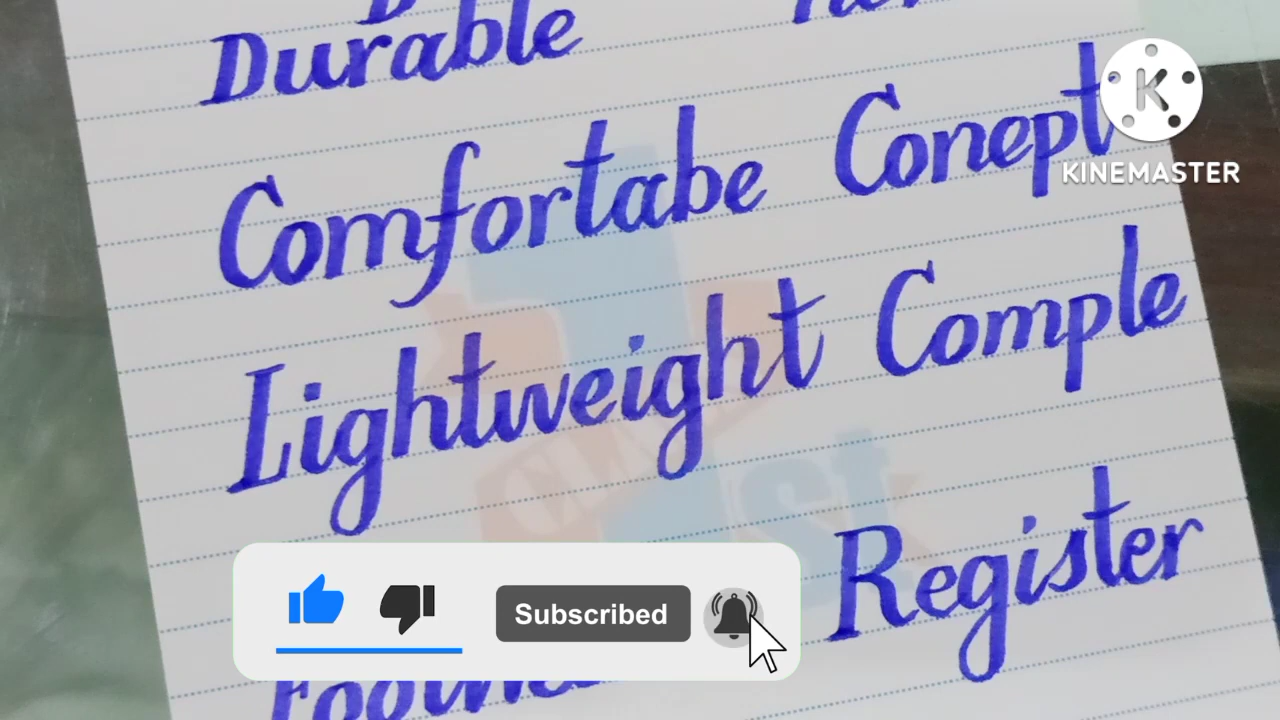 Durable
Comfortabe Conept
KINEMASTER
Lightweight Comple
Register
Subscribed